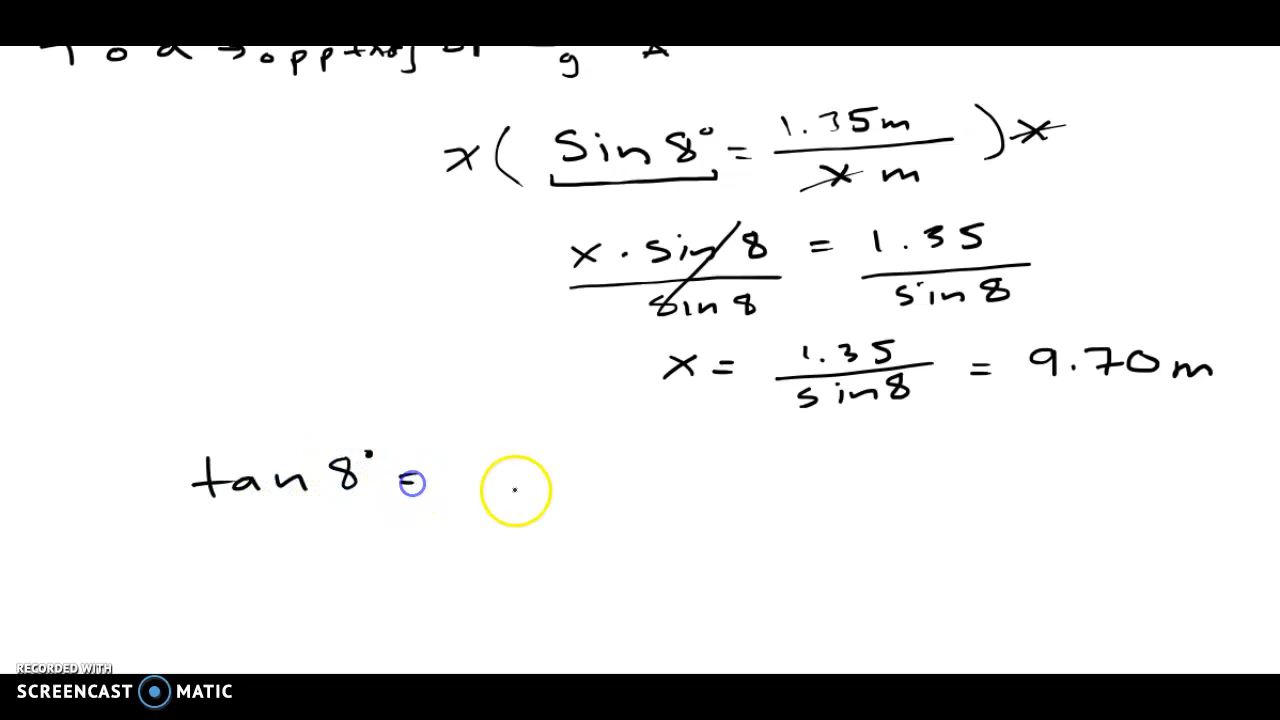 x ( Sin 8° = 1.35m / x m ) x
x · sin 8 / sin 8 = 1.35 / sin 8
x = 1.35 / sin 8 = 9.70 m
tan 8° =
RECORDED WITH
SCREENCAST MATIC